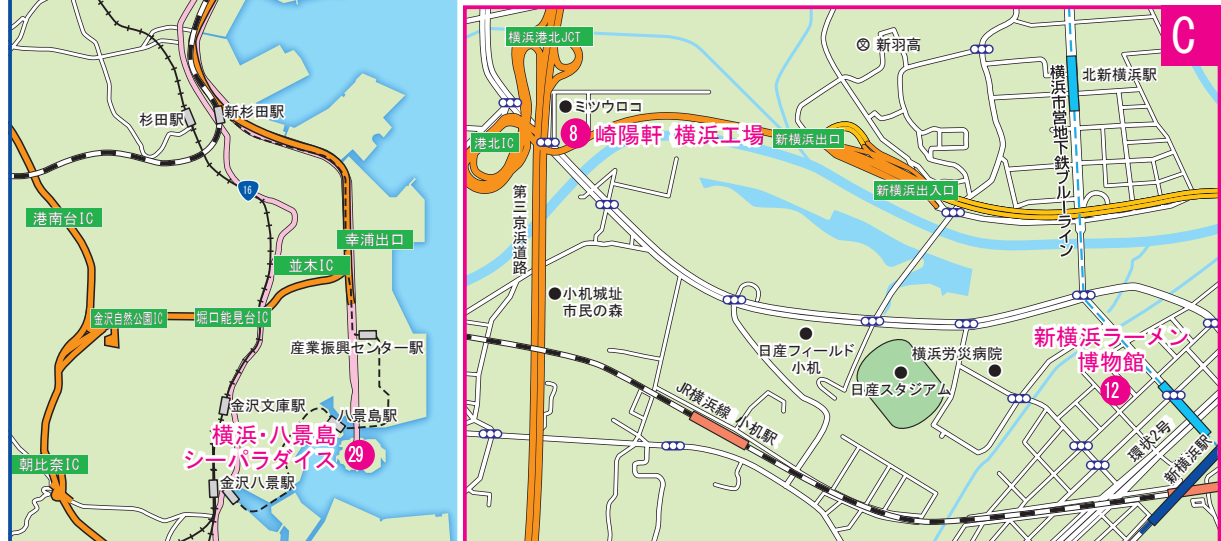 杉田駅
新杉田駅
16
港南台IC
幸浦出口
並木IC
金沢自然公園IC
堀口能見台IC
産業振興センター駅
金沢文庫駅
八景島駅
横浜・八景島
シーパラダイス
29
朝比奈IC
金沢八景駅
C
横浜港北JCT
新羽高
北新横浜駅
ミツウロコ
8
崎陽軒 横浜工場
新横浜出口
港北IC
新横浜出入口
横浜市営地下鉄ブルーライン
第三京浜道路
小机城址
市民の森
日産フィールド
小机
横浜労災病院
日産スタジアム
新横浜ラーメン
博物館
12
JR横浜線
小机駅
環状2号
新横浜駅